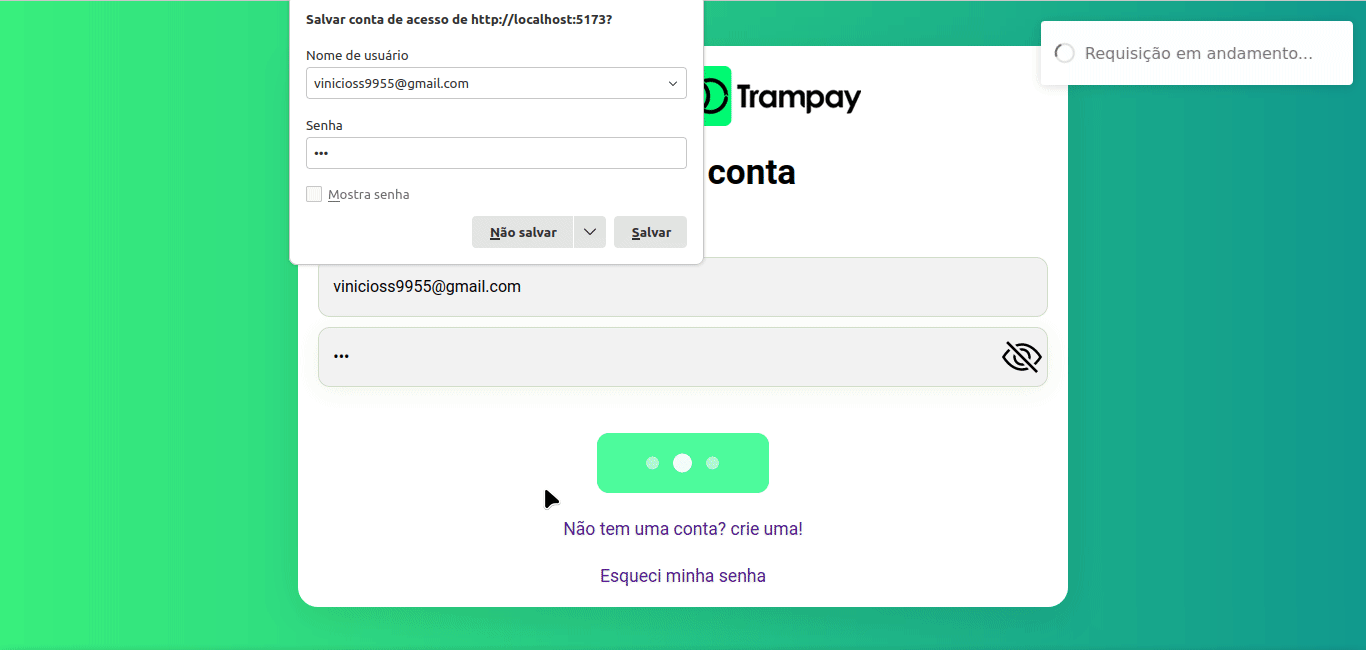 Salvar conta de acesso de http://localhost:5173?
Nome de usuário
vinicioss9955@gmail.com
Senha
•••
Mostra senha
Não salvar
Salvar
Requisição em andamento...
Trampay
conta
vinicioss9955@gmail.com
•••
Não tem uma conta? crie uma!
Esqueci minha senha